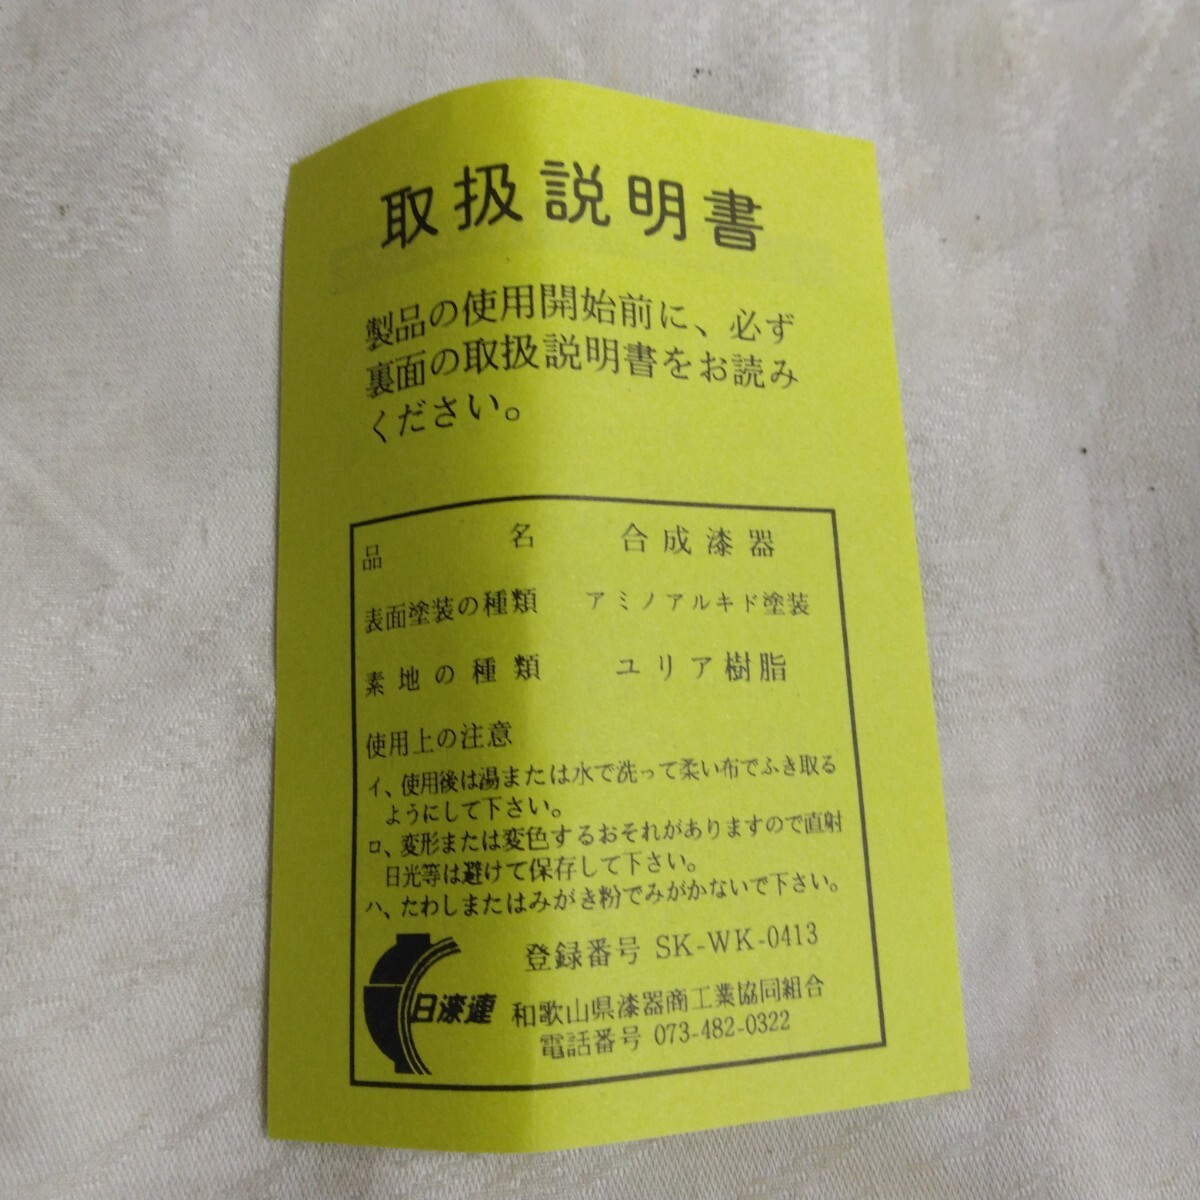 取扱説明書
製品の使用開始前に、必ず
裏面の取扱説明書をお読み
ください。
品名 合成漆器
表面塗装の種類 アミノアルキド塗装
素地の種類 ユリア樹脂
使用上の注意
イ、使用後は湯または水で洗って柔い布でふき取る
ようにして下さい。
ロ、変形または変色するおそれがありますので直射
日光等は避けて保存して下さい。
ハ、たわしまたはみがき粉でみがかないで下さい。
登録番号 SK-WK-0413
日漆連
和歌山県漆器商工業協同組合
電話番号 073-482-0322